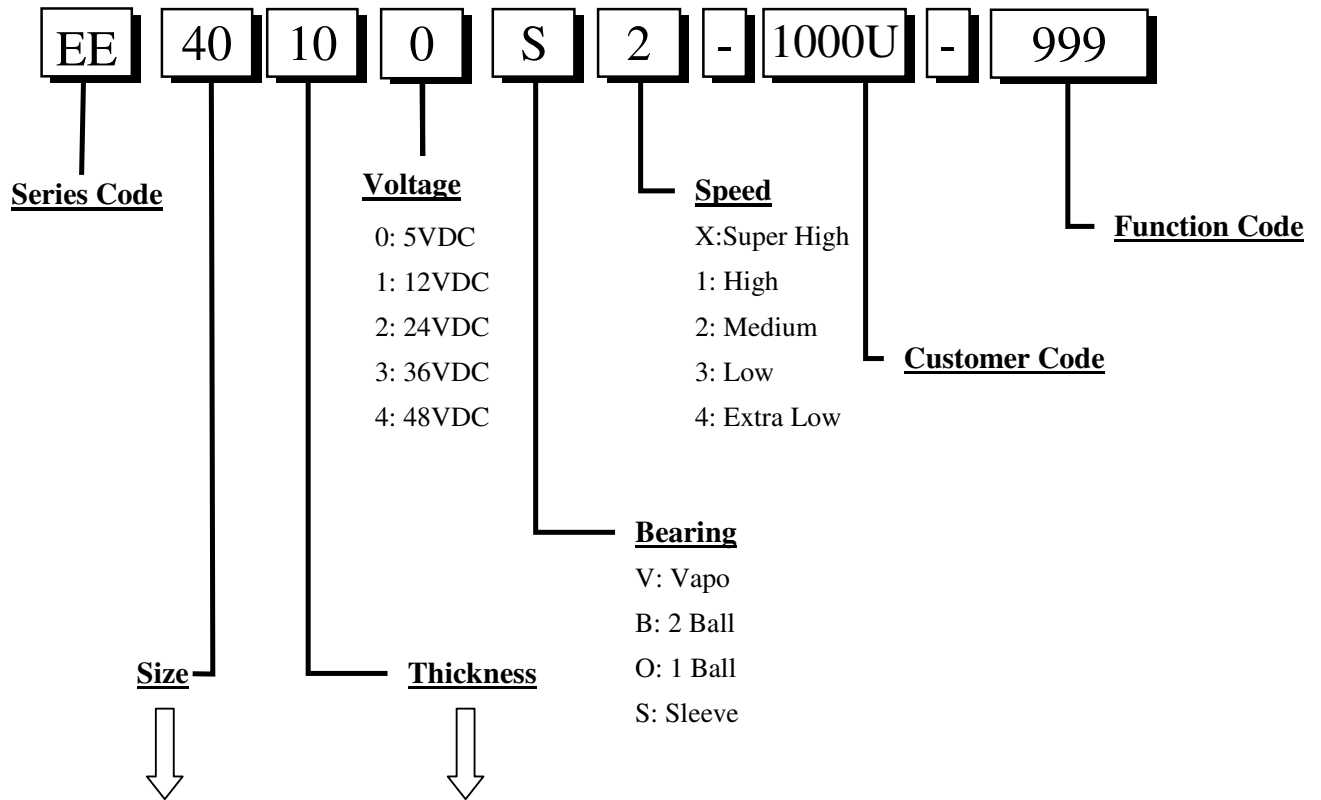 EE 40 10 0 S 2 - 1000U - 999
Series Code
Voltage
0: 5VDC
1: 12VDC
2: 24VDC
3: 36VDC
4: 48VDC
Speed
X:Super High
1: High
2: Medium
3: Low
4: Extra Low
Function Code
Customer Code
Bearing
V: Vapo
B: 2 Ball
O: 1 Ball
S: Sleeve
Size
Thickness